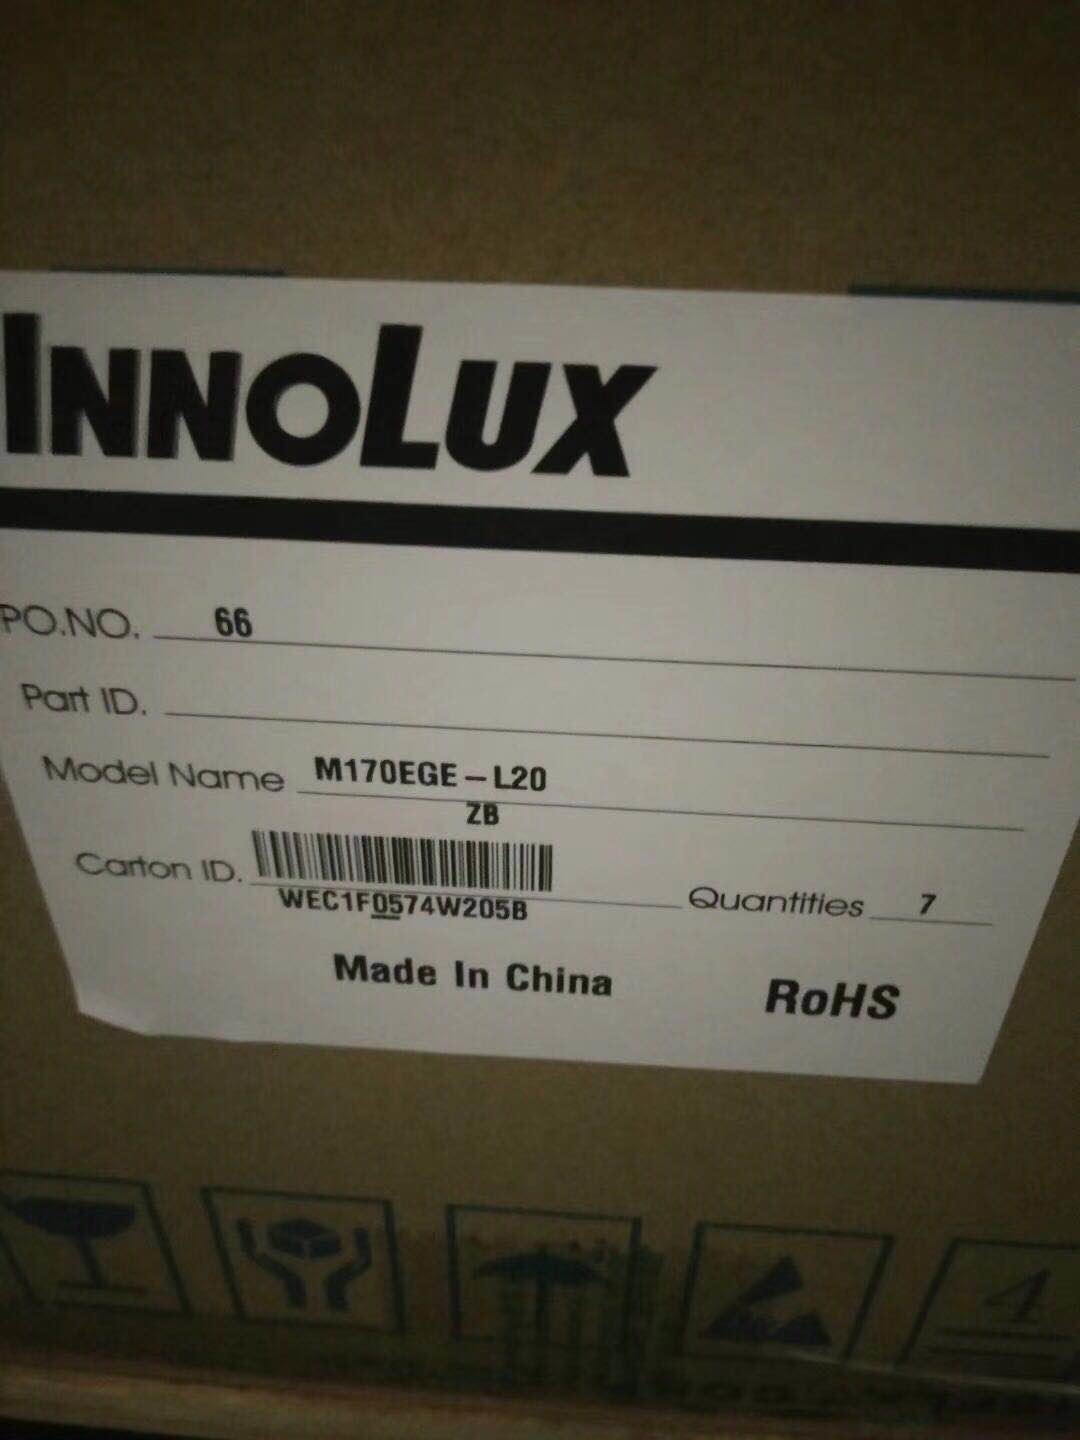 INNOLUX
PO.NO. 66
Part ID.
Model Name M170EGE-L20
ZB
Carton ID.
WEC1F0574W205B
Quantities 7
Made In China
RoHS
4